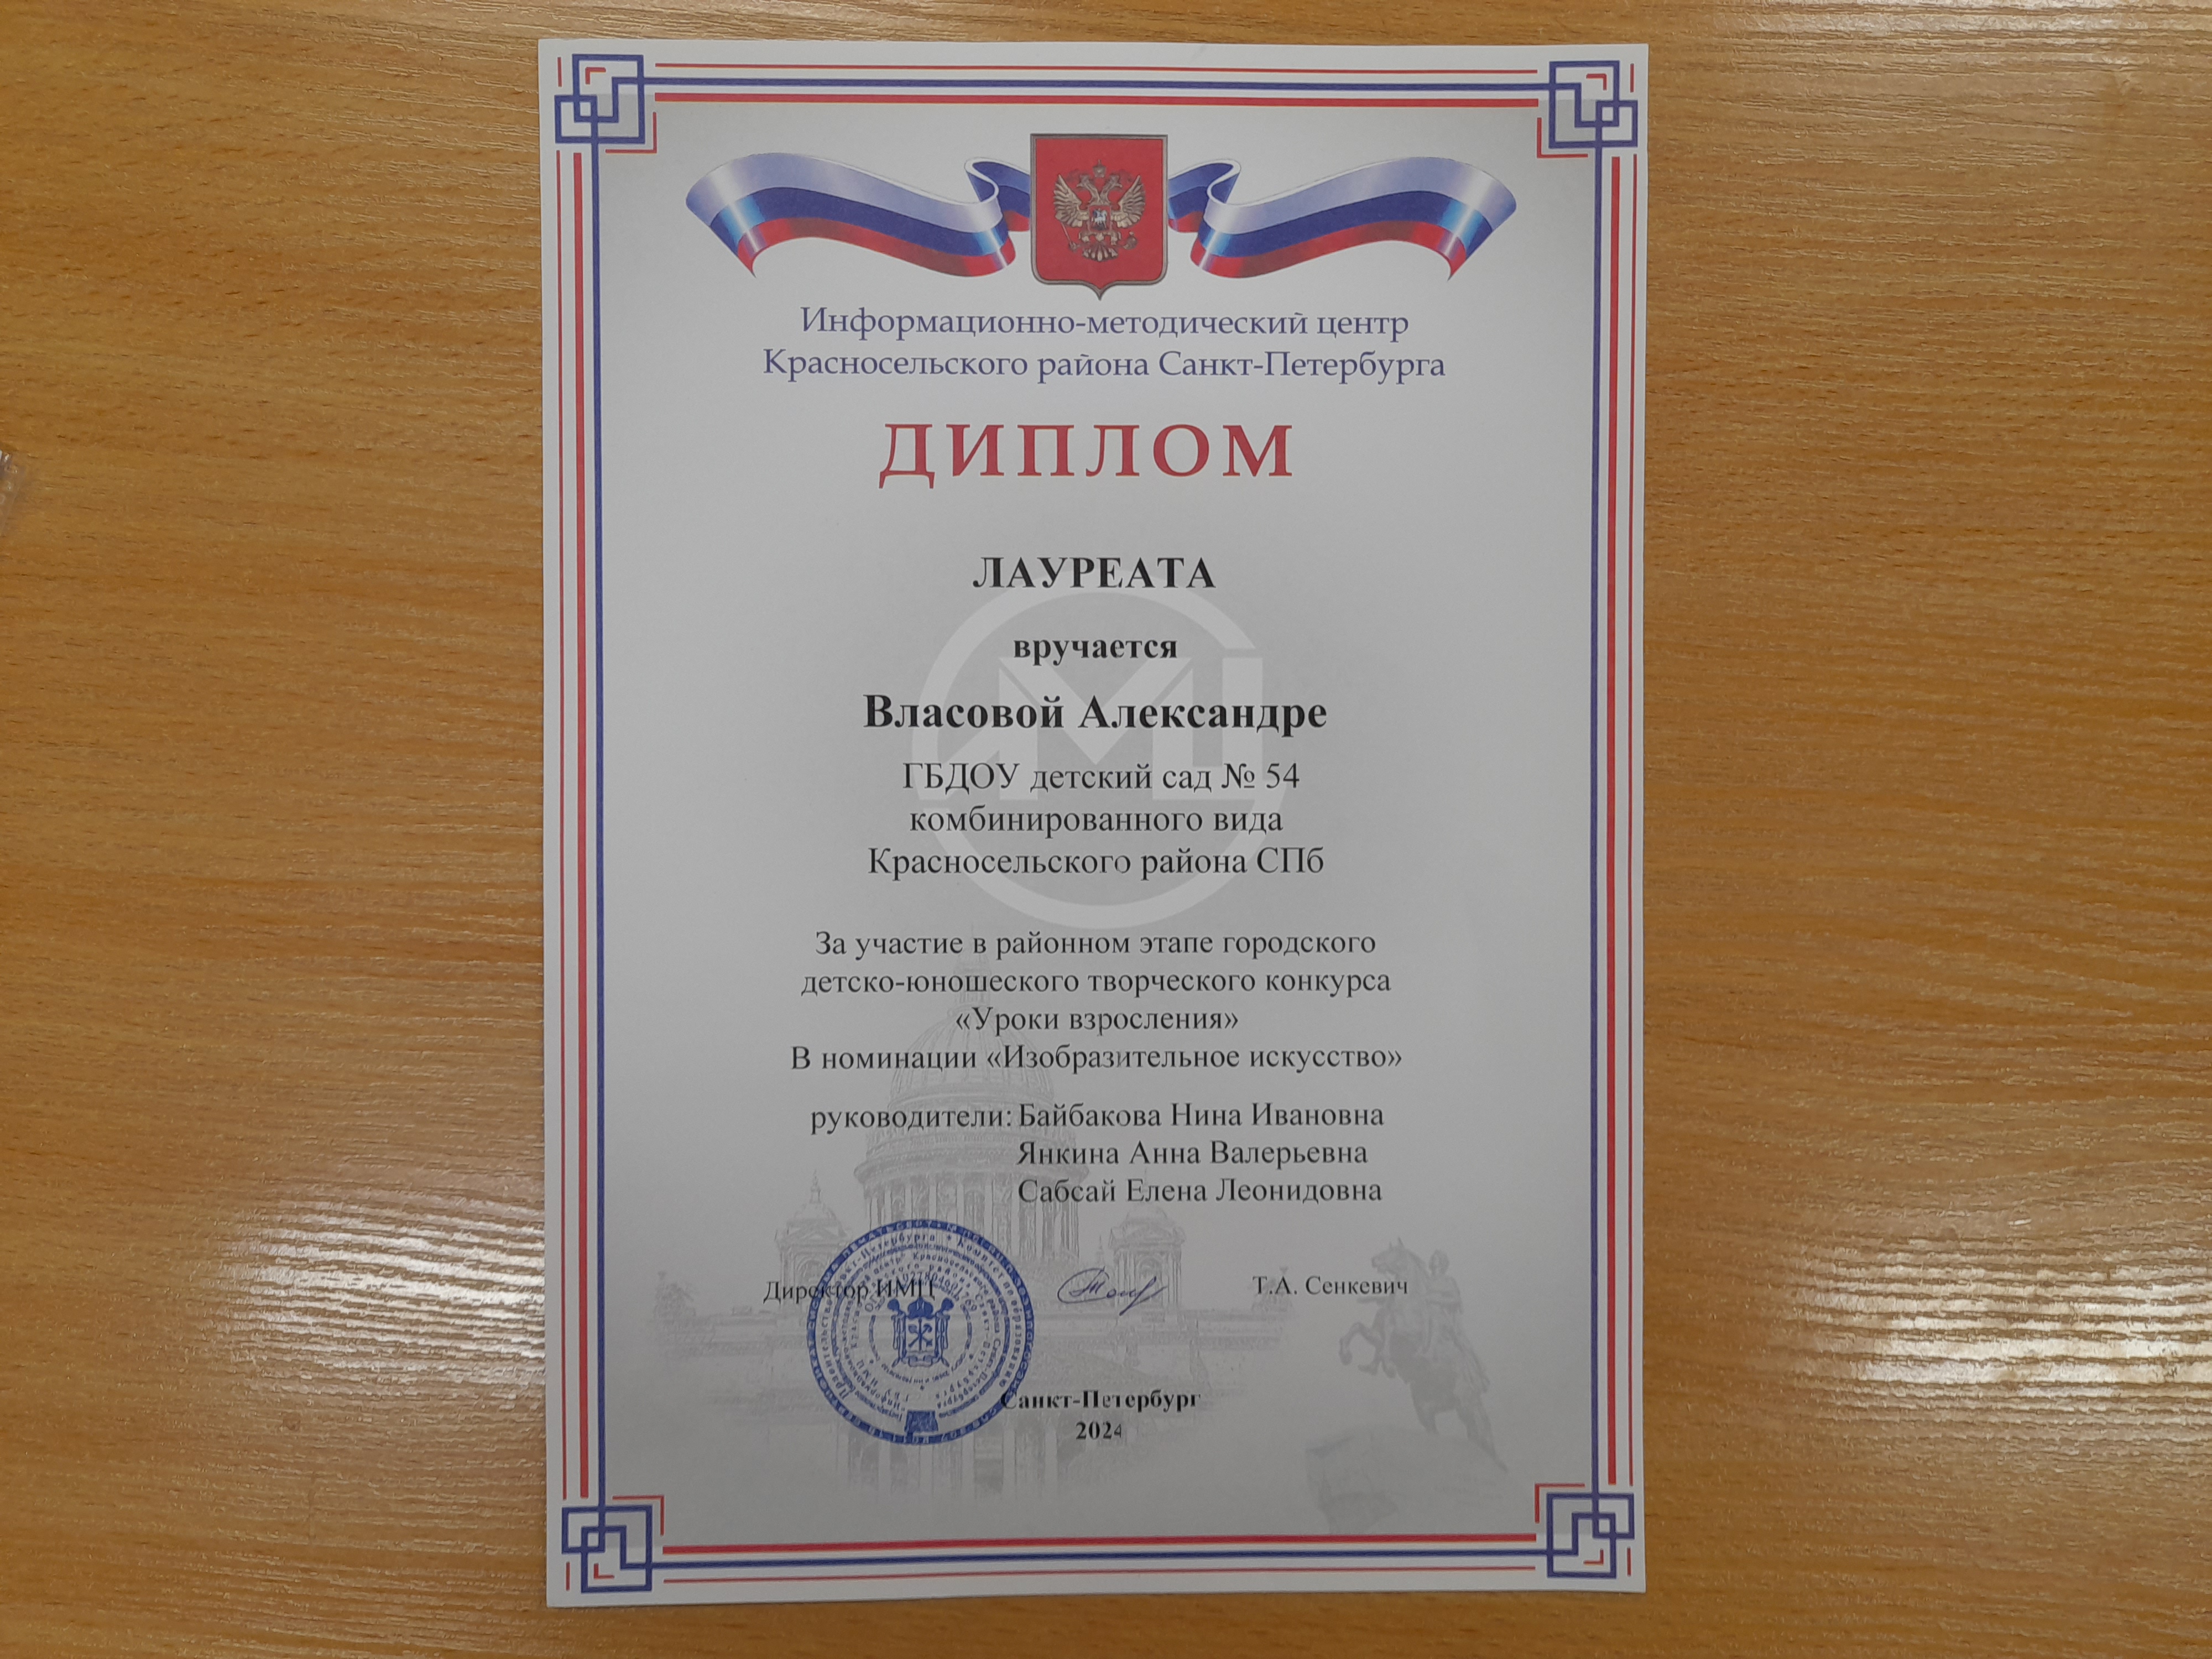 Информационно-методический центр
Красносельского района Санкт-Петербурга
ДИПЛОМ
ЛАУРЕАТА
вручается
Власовой Александре
ГБДОУ детский сад № 54
комбинированного вида
Красносельского района СПб
За участие в районном этапе городского
детско-юношеского творческого конкурса
«Уроки взросления»
В номинации «Изобразительное искусство»
руководители: Байбакова Нина Ивановна
Янкина Анна Валерьевна
Сабсай Елена Леонидовна
Директор ИМЦ Т.А. Сенкевич
Санкт-Петербург
2024